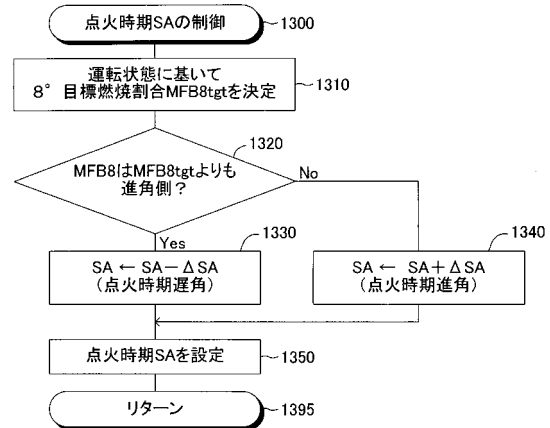 点火時期SAの制御
1300
運転状態に基いて
8°目標燃焼割合MFB8tgtを決定
1310
1320
MFB8はMFB8tgtよりも
進角側?
No
Yes
1330
SA ← SA-ΔSA
(点火時期遅角)
1340
SA ← SA+ΔSA
(点火時期進角)
点火時期SAを設定
1350
リターン
1395